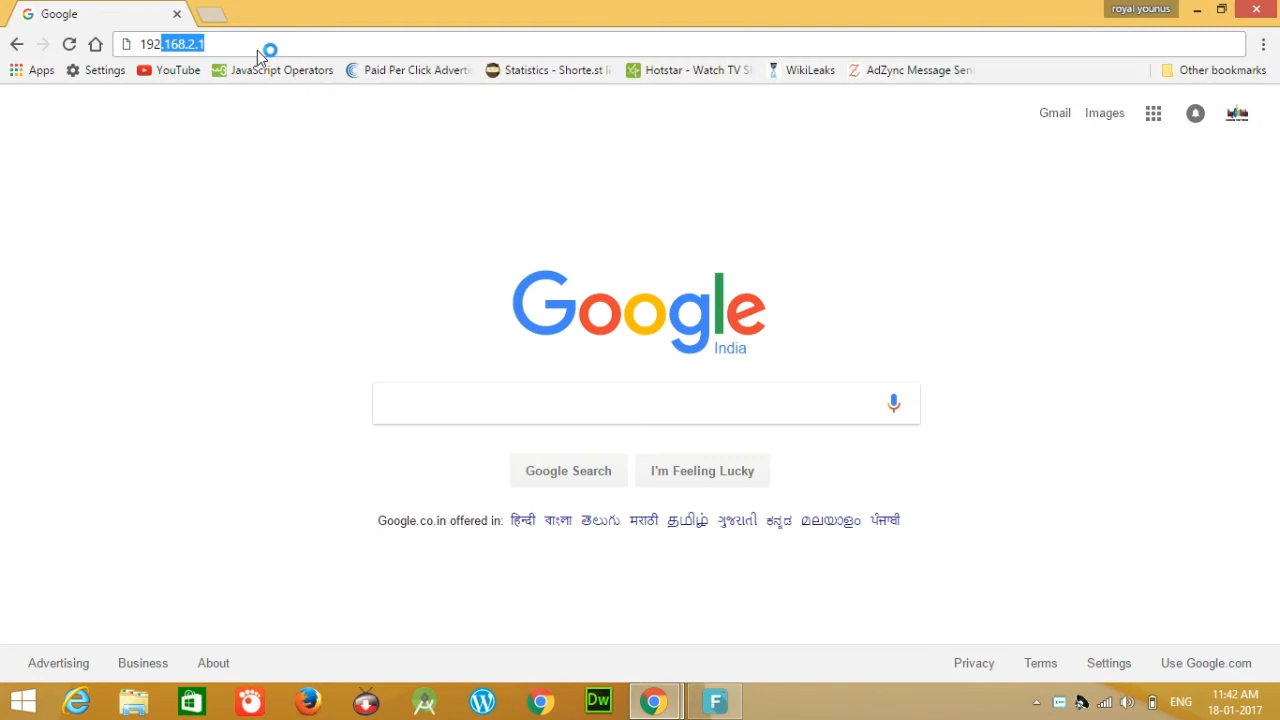 Google
royal younus
192.168.2.1
Apps Settings YouTube JavaScript Operators Paid Per Click Adverte Statistics - Shorte.st li Hotstar - Watch TV S WikiLeaks AdZync Message Sen Other bookmarks
Gmail Images
Google
India
Google Search I'm Feeling Lucky
Google.co.in offered in: हिन्दी বাংলা తెలుగు मराठी தமிழ் ગુજરાતી ಕನ್ನಡ മലയാളം ਪੰਜਾਬੀ
Advertising Business About Privacy Terms Settings Use Google.com
Dw F ENG 11:42 AM
18-01-2017